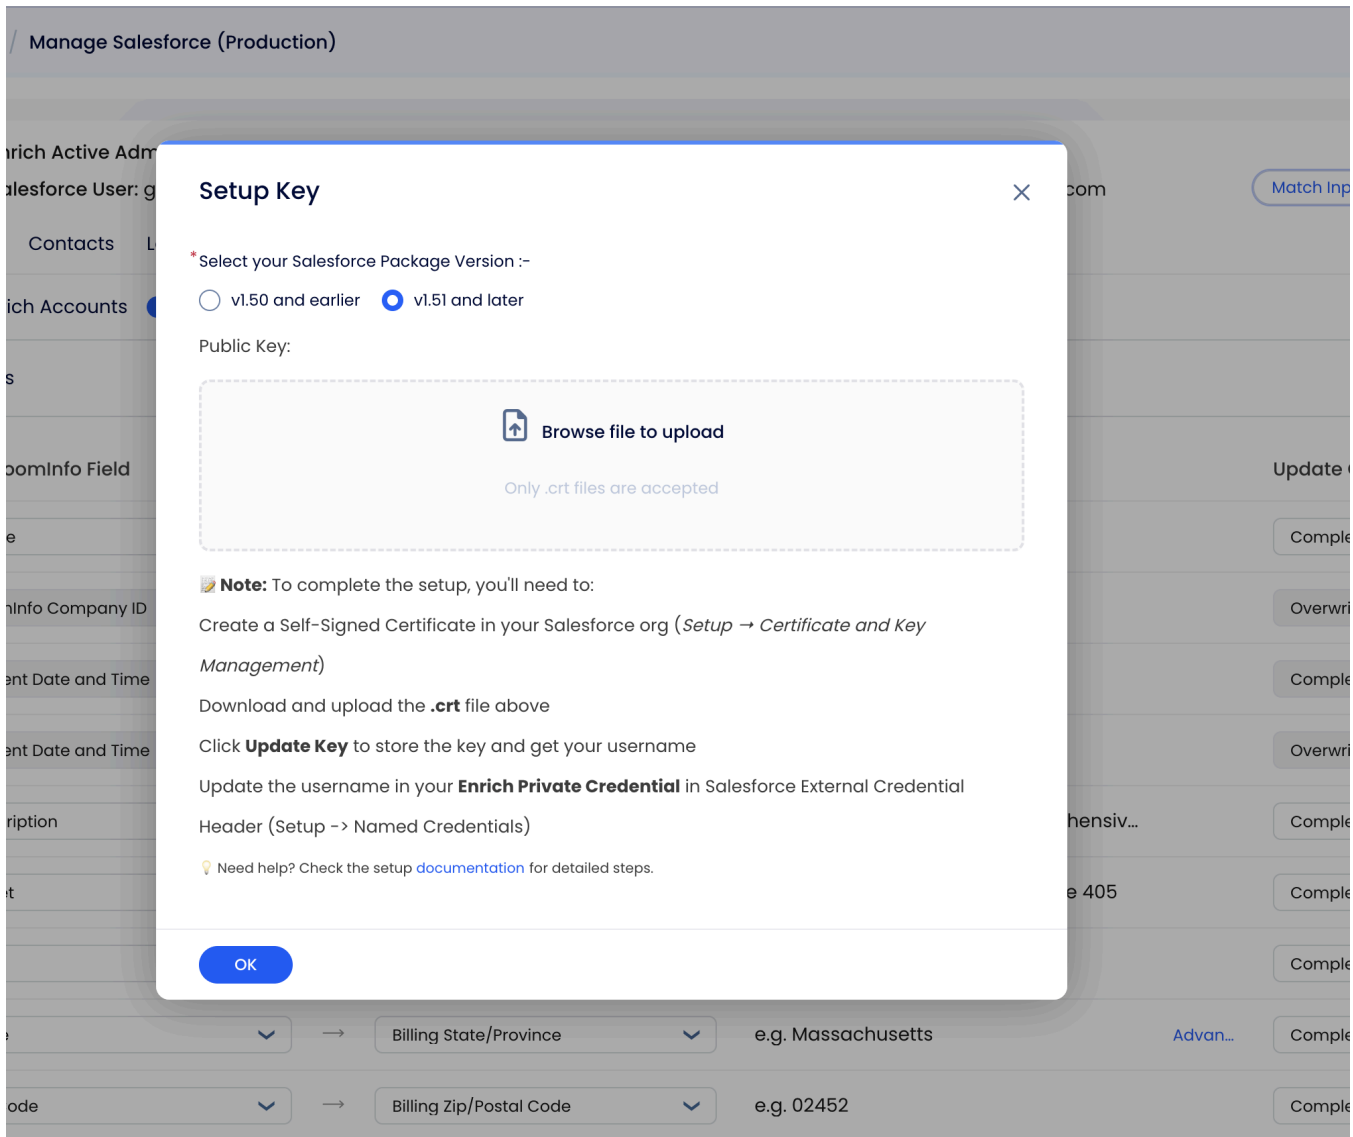 / Manage Salesforce (Production)
nrich Active Adm
alesforce User: g
com
Match Inp
Contacts
L
ich Accounts
s
oomInfo Field
Update
Setup Key
* Select your Salesforce Package Version :-
v1.50 and earlier
v1.51 and later
Public Key:
Browse file to upload
Only .crt files are accepted
📝 Note: To complete the setup, you'll need to:
Create a Self-Signed Certificate in your Salesforce org (Setup → Certificate and Key
Management)
Download and upload the .crt file above
Click Update Key to store the key and get your username
Update the username in your Enrich Private Credential in Salesforce External Credential
Header (Setup -> Named Credentials)
💡 Need help? Check the setup documentation for detailed steps.
OK
e
Comple
nInfo Company ID
Overwri
ent Date and Time
Comple
ent Date and Time
Overwri
ription
hensiv...
Comple
et
e 405
Comple
Comple
e
→
Billing State/Province
e.g. Massachusetts
Advan...
Comple
ode
→
Billing Zip/Postal Code
e.g. 02452
Comple